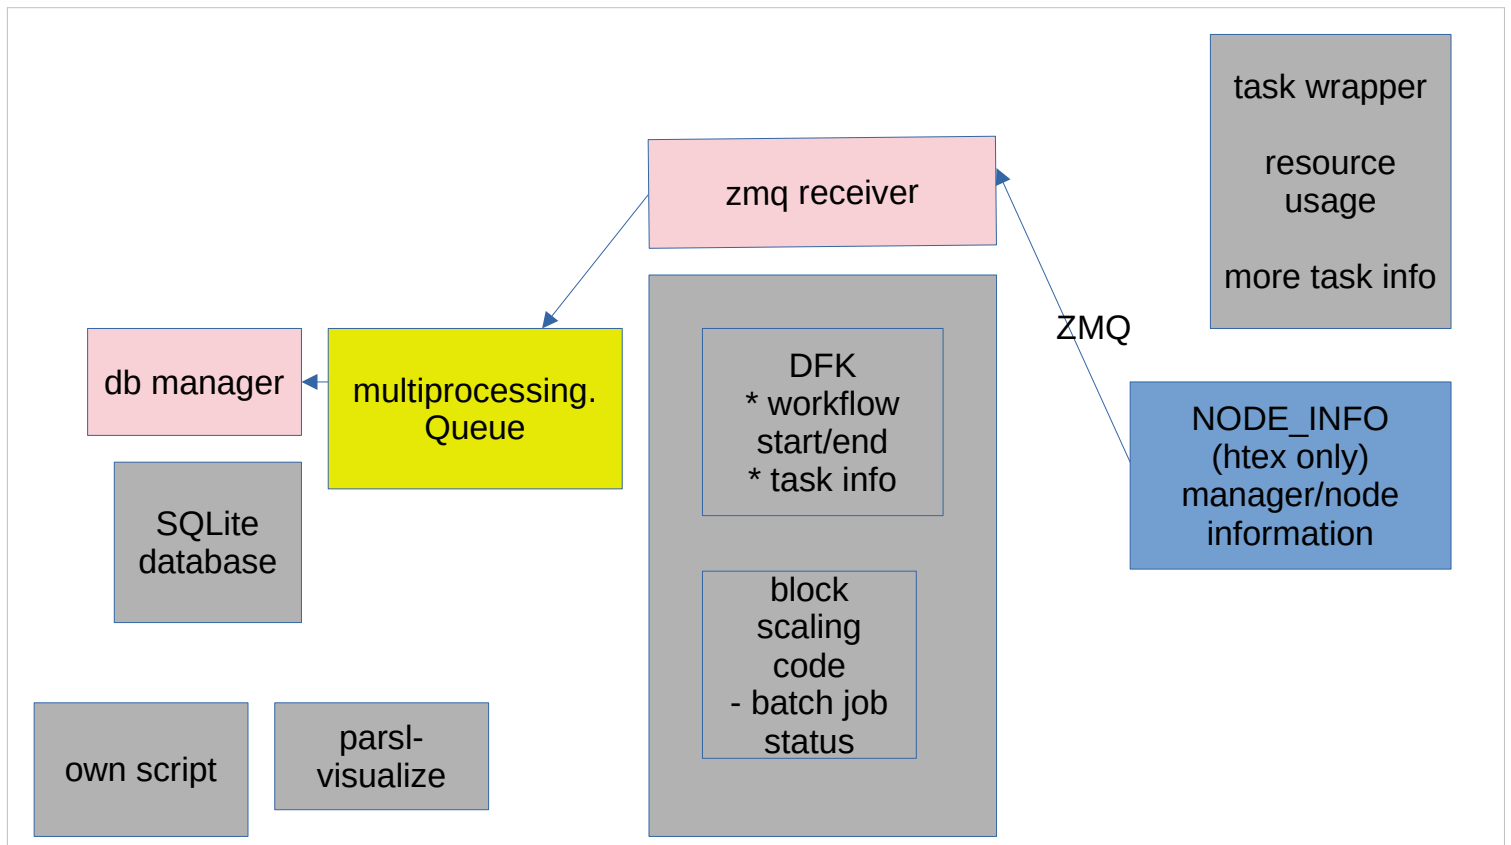 task wrapper
resource
usage
more task info
zmq receiver
ZMQ
db manager
multiprocessing.
Queue
DFK
* workflow
start/end
* task info
NODE_INFO
(htex only)
manager/node
information
SQLite
database
block
scaling
code
- batch job
status
own script
parsl-
visualize